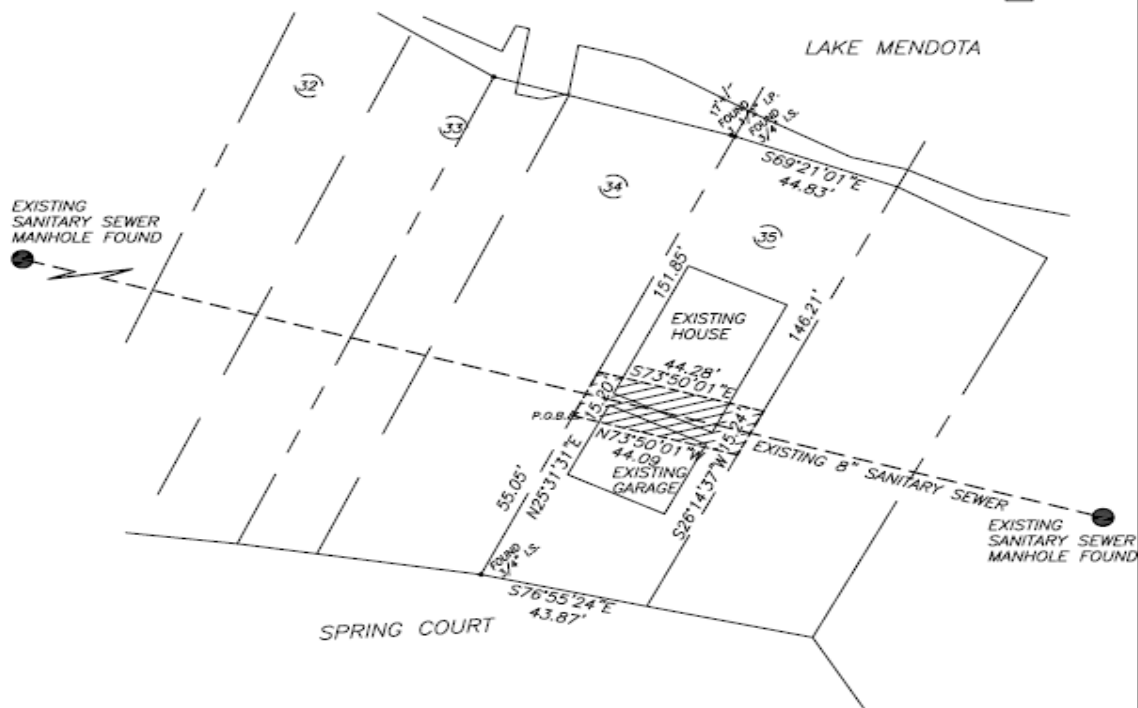 LAKE MENDOTA
32
33
34
35
17'+/-
FOUND
1 1/4" I.P.
FOUND
3/4" I.S.
S69°21'01"E
44.83'
EXISTING
SANITARY SEWER
MANHOLE FOUND
151.85'
146.21'
EXISTING
HOUSE
44.28'
S73°50'01"E
15.20'
15.24'
P.O.B.
N73°50'01"W
44.09
EXISTING
GARAGE
EXISTING 8" SANITARY SEWER
55.05'
N25°31'31"E
S26°14'37"W
EXISTING
SANITARY SEWER
MANHOLE FOUND
FOUND
3/4" I.S.
S76°55'24"E
43.87'
SPRING COURT